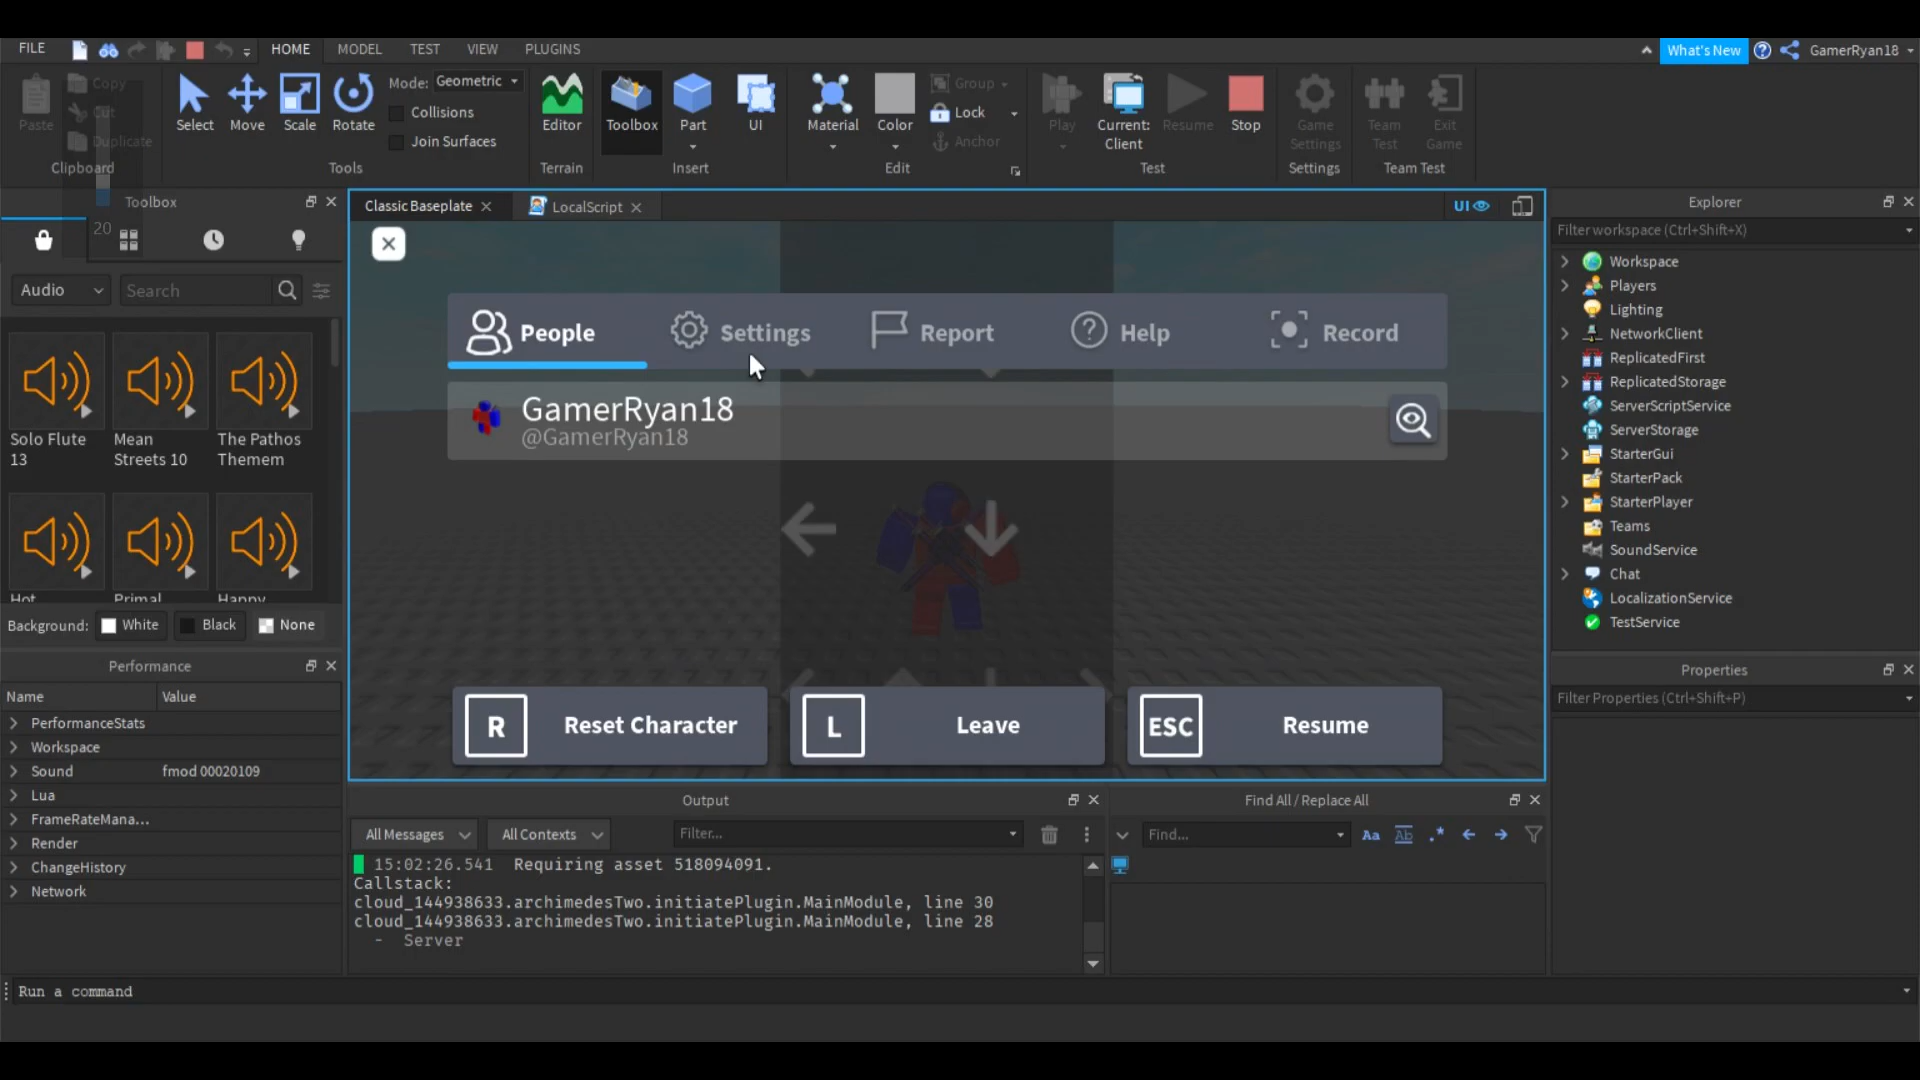 FILE
HOME
MODEL
TEST
VIEW
PLUGINS
What's New
GamerRyan18
Paste
Copy
Cut
Duplicate
Clipboard
Select
Move
Scale
Rotate
Mode: Geometric
Collisions
Join Surfaces
Tools
Editor
Terrain
Toolbox
Part
UI
Insert
Material
Color
Group
Lock
Anchor
Edit
Play
Current:
Client
Resume
Stop
Test
Game
Settings
Settings
Team
Test
Exit
Game
Team Test
Toolbox
20
Audio
Search
Solo Flute
13
Mean
Streets 10
The Pathos
Themem
Hot
Primal
Happy
Background: White Black None
Performance
Name Value
PerformanceStats
Workspace
Sound fmod 00020109
Lua
FrameRateMana...
Render
ChangeHistory
Network
Classic Baseplate
LocalScript
UI
People
Settings
Report
Help
Record
GamerRyan18
@GamerRyan18
R Reset Character
L Leave
ESC Resume
Output
All Messages
All Contexts
Filter...
15:02:26.541 Requiring asset 518094091.
Callstack:
cloud_144938633.archimedesTwo.initiatePlugin.MainModule, line 30
cloud_144938633.archimedesTwo.initiatePlugin.MainModule, line 28
- Server
Find All / Replace All
Find...
Aa
Ab
.*
Explorer
Filter workspace (Ctrl+Shift+X)
Workspace
Players
Lighting
NetworkClient
ReplicatedFirst
ReplicatedStorage
ServerScriptService
ServerStorage
StarterGui
StarterPack
StarterPlayer
Teams
SoundService
Chat
LocalizationService
TestService
Properties
Filter Properties (Ctrl+Shift+P)
Run a command